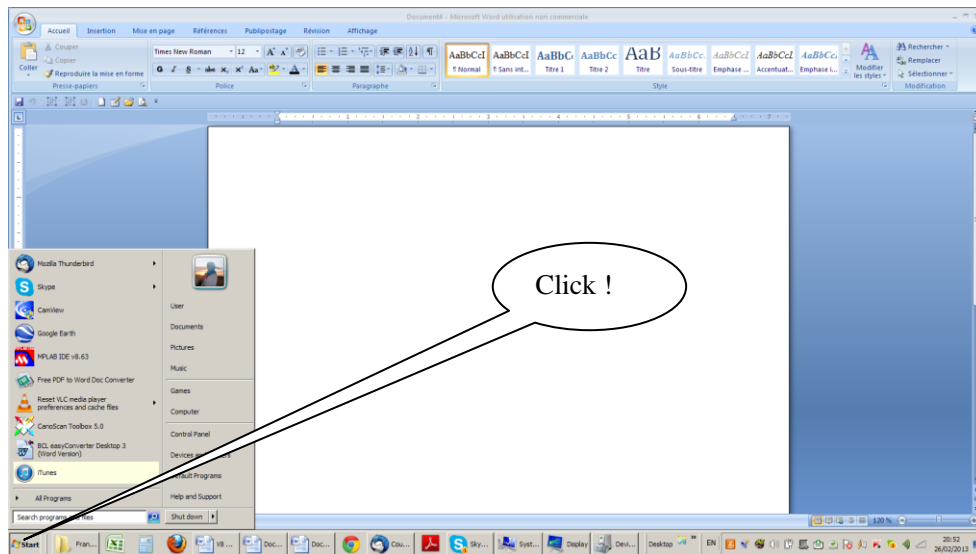 Document4 - Microsoft Word utilisation non commerciale
Accueil Insertion Mise en page Références Publipostage Révision Affichage
Couper
Copier
Coller
Reproduire la mise en forme
Presse-papiers
Times New Roman 12
G I S abc x, x² Aa A
Police
Paragraphe
AaBbCcI AaBbCcI AaBbC AaBbCc AaB AaBbCc. AaBbCcI AaBbCcI AaBbCc.
¶ Normal ¶ Sans int... Titre 1 Titre 2 Titre Sous-titre Emphase ... Accentuat... Emphase i...
Style
Modifier les styles
Rechercher
Remplacer
Sélectionner
Modification
Click !
Mozilla Thunderbird
Skype
CamView
Google Earth
MPLAB IDE v8.63
Free PDF to Word Doc Converter
Reset VLC media player
preferences and cache files
CanoScan Toolbox 5.0
BCL easyConverter Desktop 3
(Word Version)
iTunes
All Programs
Search programs and files
User
Documents
Pictures
Music
Games
Computer
Control Panel
Default Programs
Help and Support
Shut down
120 %
Start Fran... V8 ... Doc... Doc... Cou... Sky... Syst... Display Devi... Desktop » EN 20:52